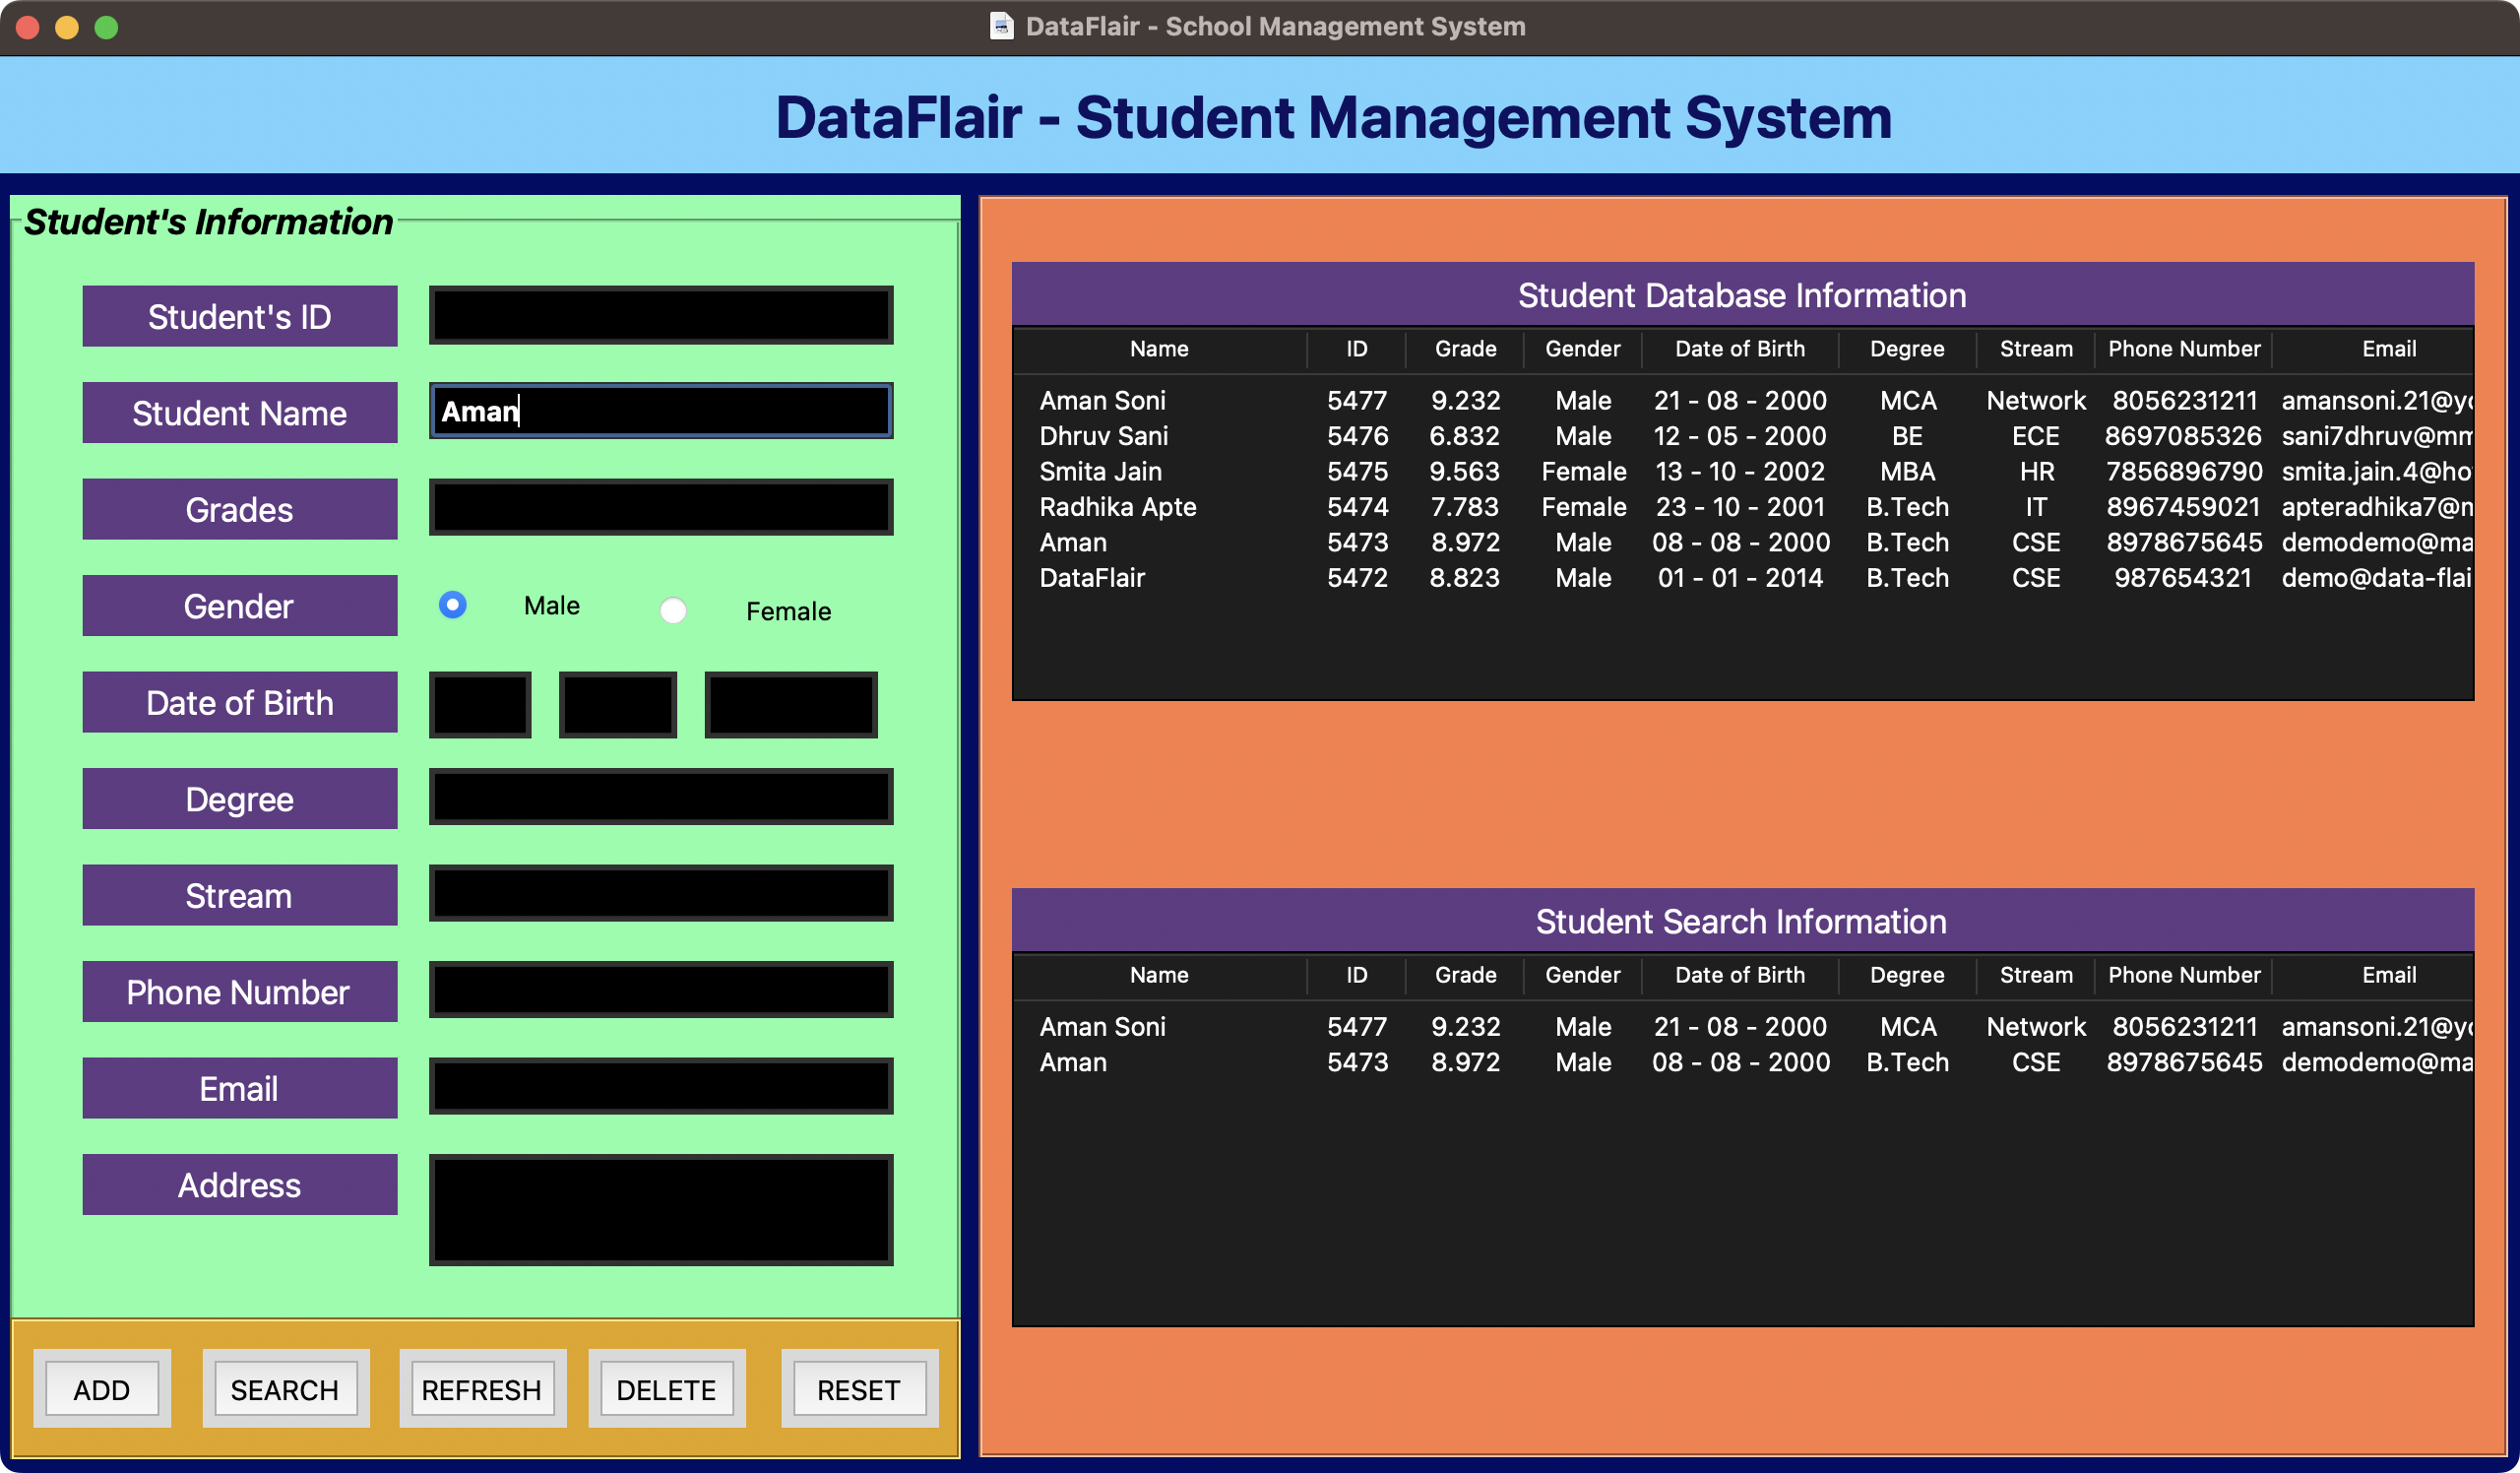 DataFlair - School Management System
DataFlair - Student Management System
Student's Information
Student's ID
Student Name Aman
Grades
Gender Male Female
Date of Birth
Degree
Stream
Phone Number
Email
Address
ADD SEARCH REFRESH DELETE RESET
Student Database Information
Name ID Grade Gender Date of Birth Degree Stream Phone Number Email
Aman Soni 5477 9.232 Male 21 - 08 - 2000 MCA Network 8056231211 amansoni.21@yo
Dhruv Sani 5476 6.832 Male 12 - 05 - 2000 BE ECE 8697085326 sani7dhruv@mm
Smita Jain 5475 9.563 Female 13 - 10 - 2002 MBA HR 7856896790 smita.jain.4@ho
Radhika Apte 5474 7.783 Female 23 - 10 - 2001 B.Tech IT 8967459021 apteradhika7@m
Aman 5473 8.972 Male 08 - 08 - 2000 B.Tech CSE 8978675645 demodemo@ma
DataFlair 5472 8.823 Male 01 - 01 - 2014 B.Tech CSE 987654321 demo@data-flai
Student Search Information
Name ID Grade Gender Date of Birth Degree Stream Phone Number Email
Aman Soni 5477 9.232 Male 21 - 08 - 2000 MCA Network 8056231211 amansoni.21@yo
Aman 5473 8.972 Male 08 - 08 - 2000 B.Tech CSE 8978675645 demodemo@ma